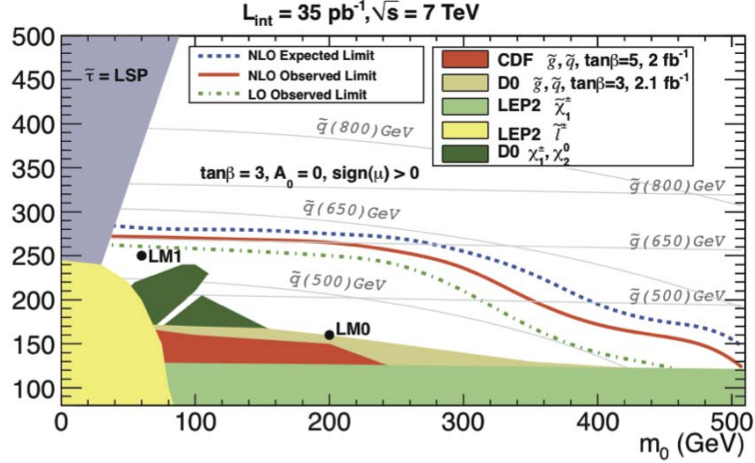 L_int = 35 pb⁻¹, √s = 7 TeV
500
450
400
350
300
250
200
150
100
τ̃ = LSP
NLO Expected Limit
NLO Observed Limit
LO Observed Limit
CDF g̃, q̃, tanβ=5, 2 fb⁻¹
D0 g̃, q̃, tanβ=3, 2.1 fb⁻¹
LEP2 χ̃₁±
LEP2 l̃±
D0 χ₁±, χ₂⁰
q̃(800)GeV
tanβ = 3, A₀ = 0, sign(μ) > 0
g̃(800)GeV
q̃(650)GeV
g̃(650)GeV
LM1
q̃(500)GeV
g̃(500)GeV
LM0
0 100 200 300 400 500
m₀ (GeV)